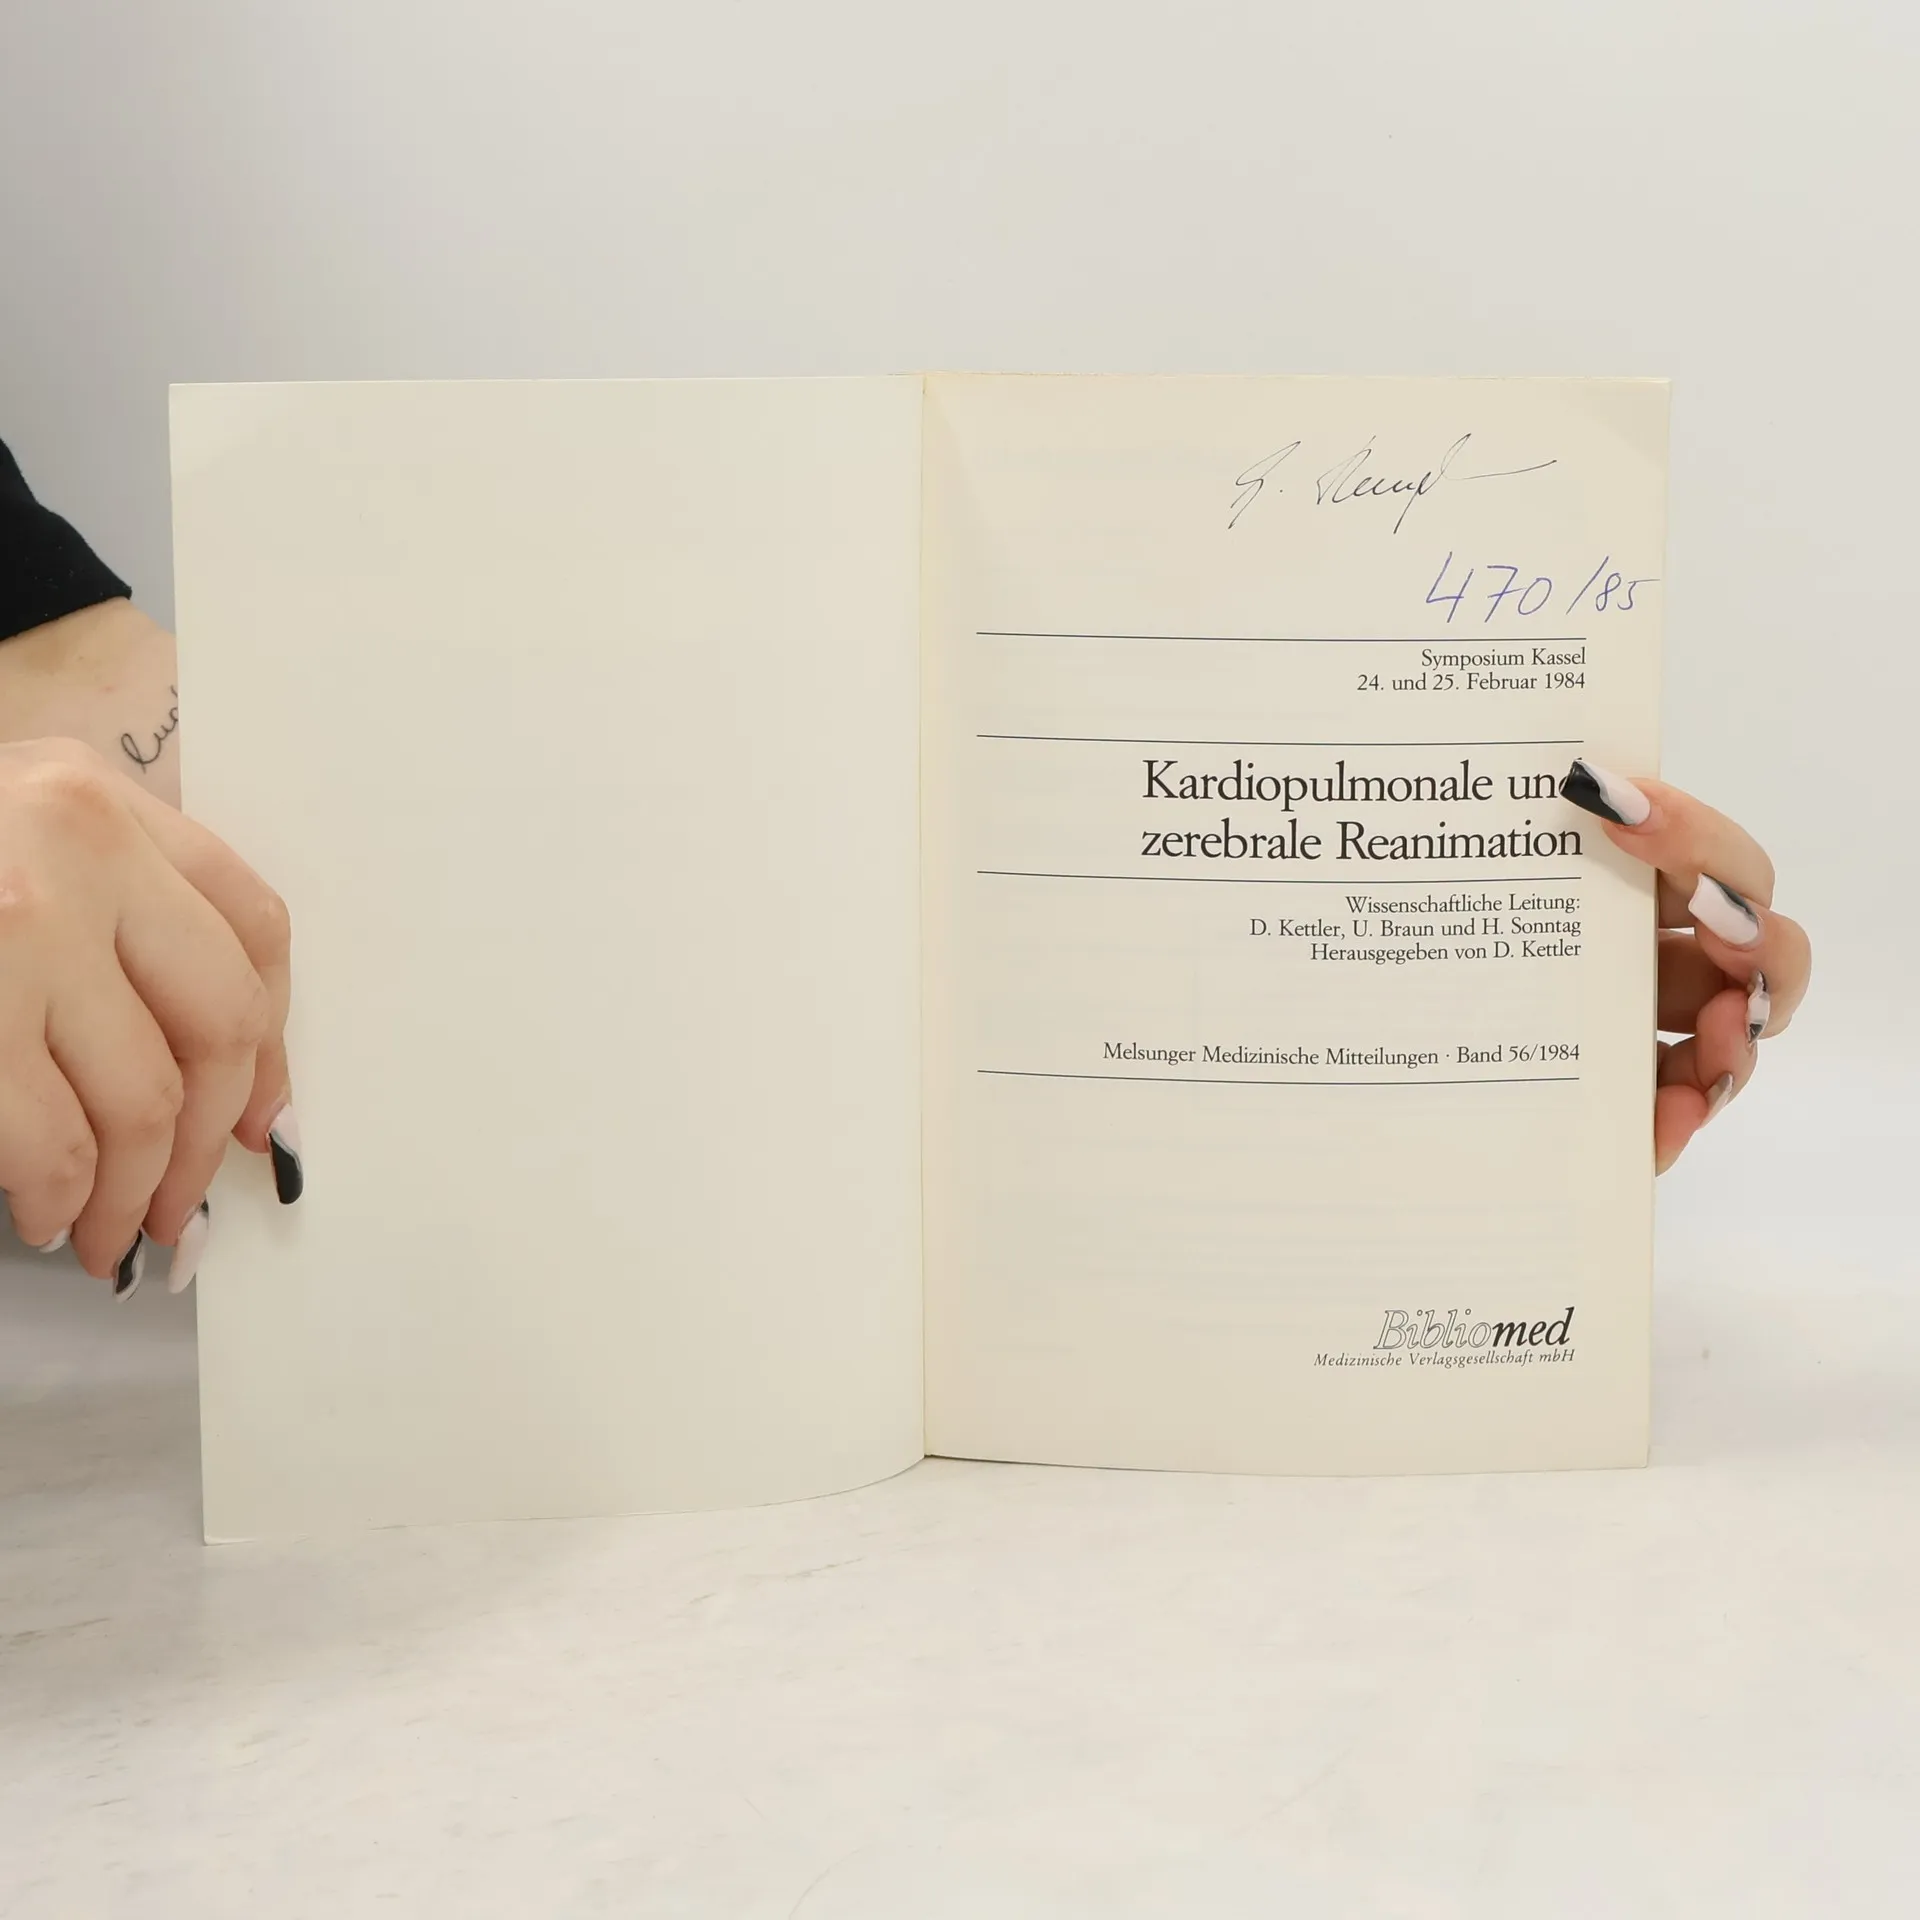 470/85
Symposium Kassel
24. und 25. Februar 1984
Kardiopulmonale und
zerebrale Reanimation
Wissenschaftliche Leitung:
D. Kettler, U. Braun und H. Sonntag
Herausgegeben von D. Kettler
Melsunger Medizinische Mitteilungen · Band 56/1984
Bibliomed
Medizinische Verlagsgesellschaft mbH